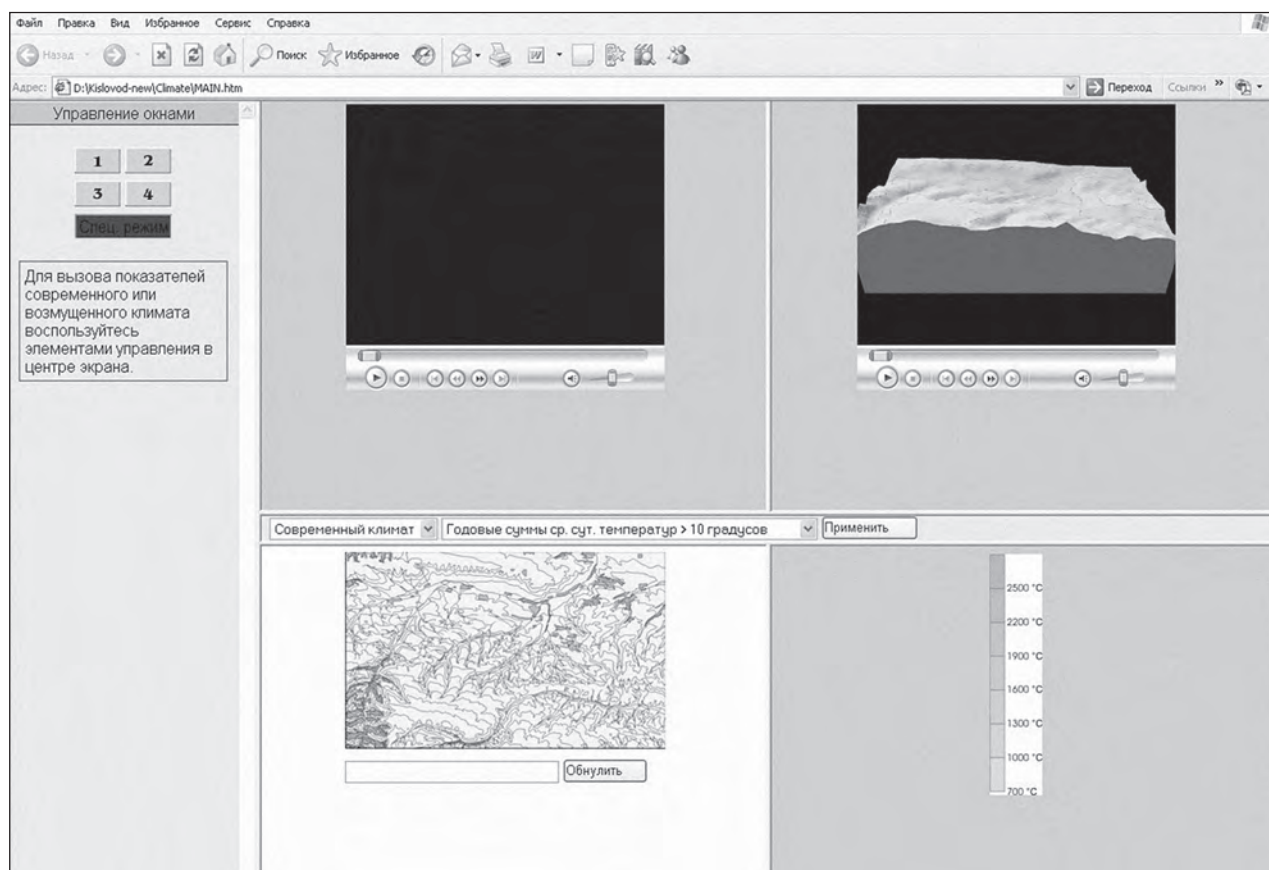 Файл Правка Вид Избранное Сервис Справка
Назад Поиск Избранное
Адрес: D:\Kislovod-new\Climate\MAIN.htm Переход Ссылки »
Управление окнами
1 2
3 4
Спец. режим
Для вызова показателей
современного или
возмущенного климата
воспользуйтесь
элементами управления в
центре экрана.
Современный климат Годовые суммы ср. сут. температур > 10 градусов Применить
Обнулить
2500 °C
2200 °C
1900 °C
1600 °C
1300 °C
1000 °C
700 °C